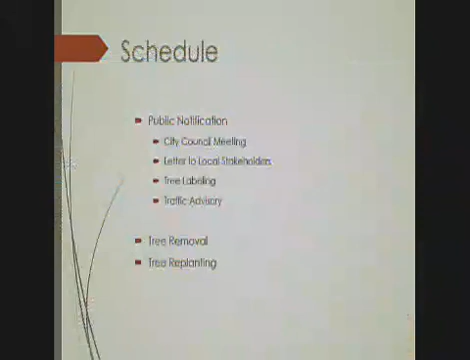 Schedule
Public Notification
City Council Meeting
Letter to Local Stakeholders
Tree Labeling
Traffic Advisory
Tree Removal
Tree Replanting